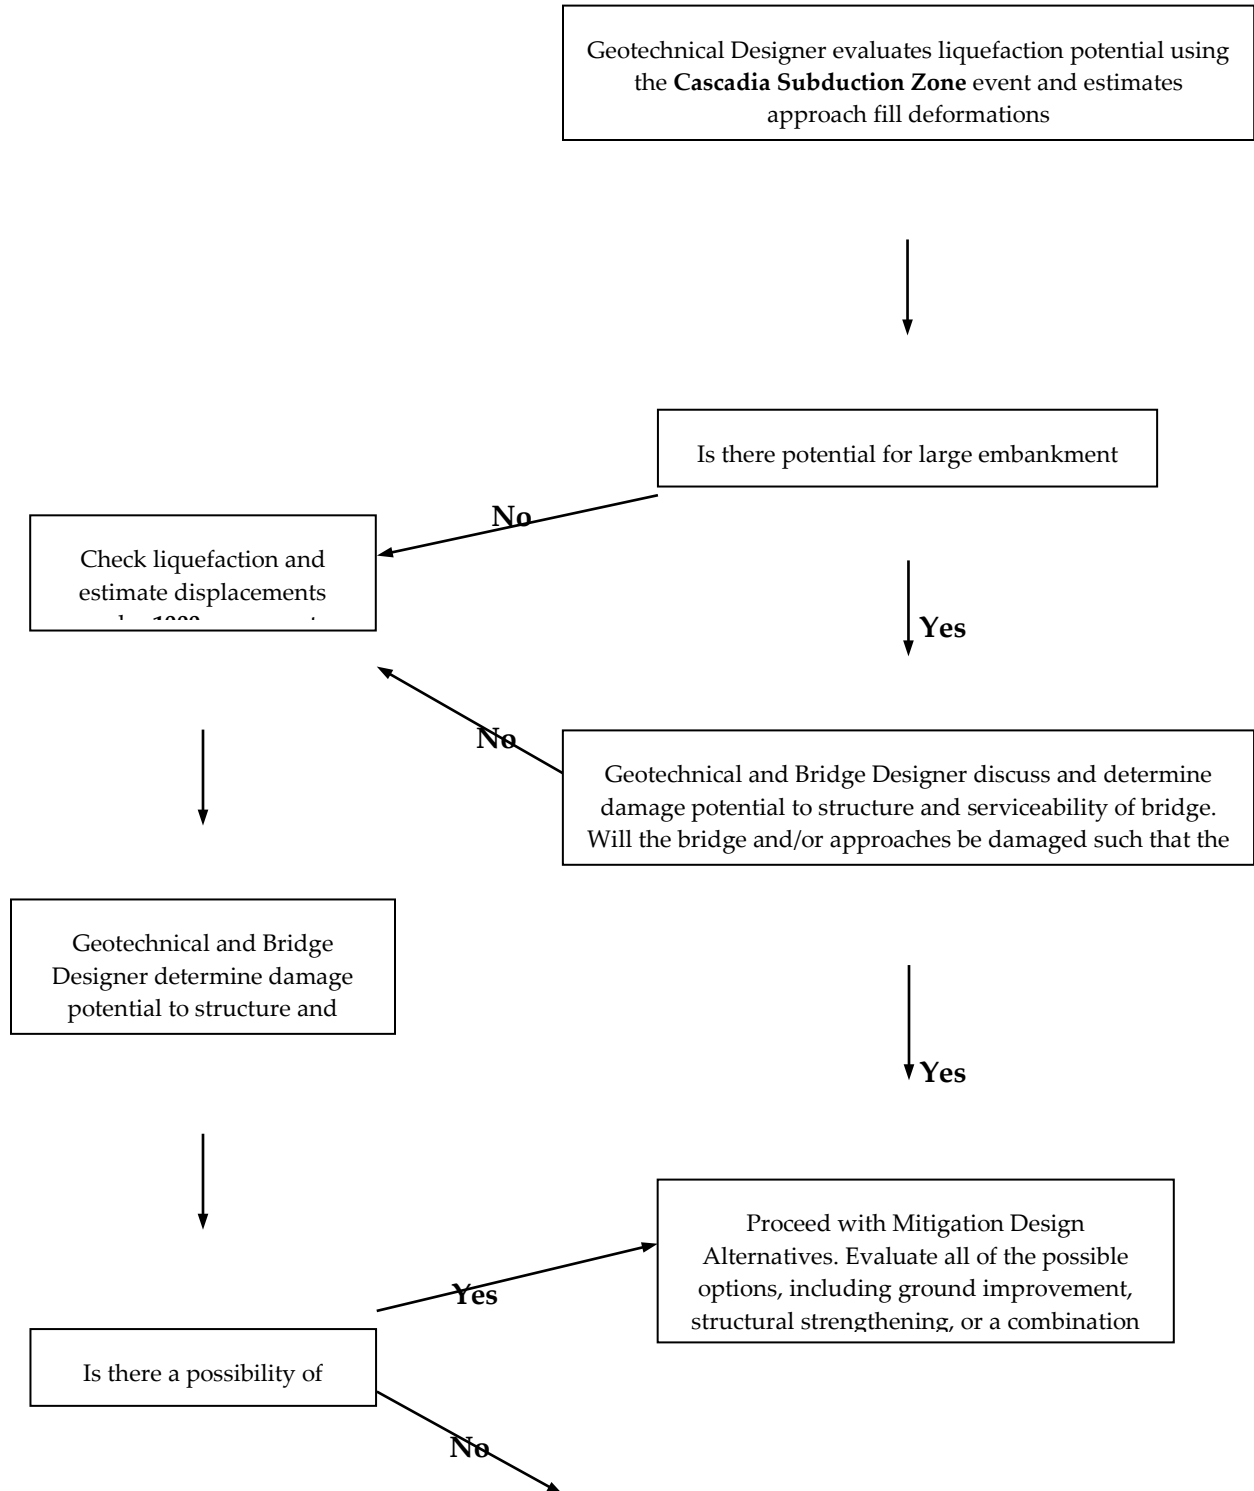 Geotechnical Designer evaluates liquefaction potential using
the Cascadia Subduction Zone event and estimates
approach fill deformations
Is there potential for large embankment
No
Check liquefaction and
estimate displacements
Yes
No
Geotechnical and Bridge Designer discuss and determine
damage potential to structure and serviceability of bridge.
Will the bridge and/or approaches be damaged such that the
Geotechnical and Bridge
Designer determine damage
potential to structure and
Yes
Proceed with Mitigation Design
Alternatives. Evaluate all of the possible
options, including ground improvement,
structural strengthening, or a combination
Yes
Is there a possibility of
No